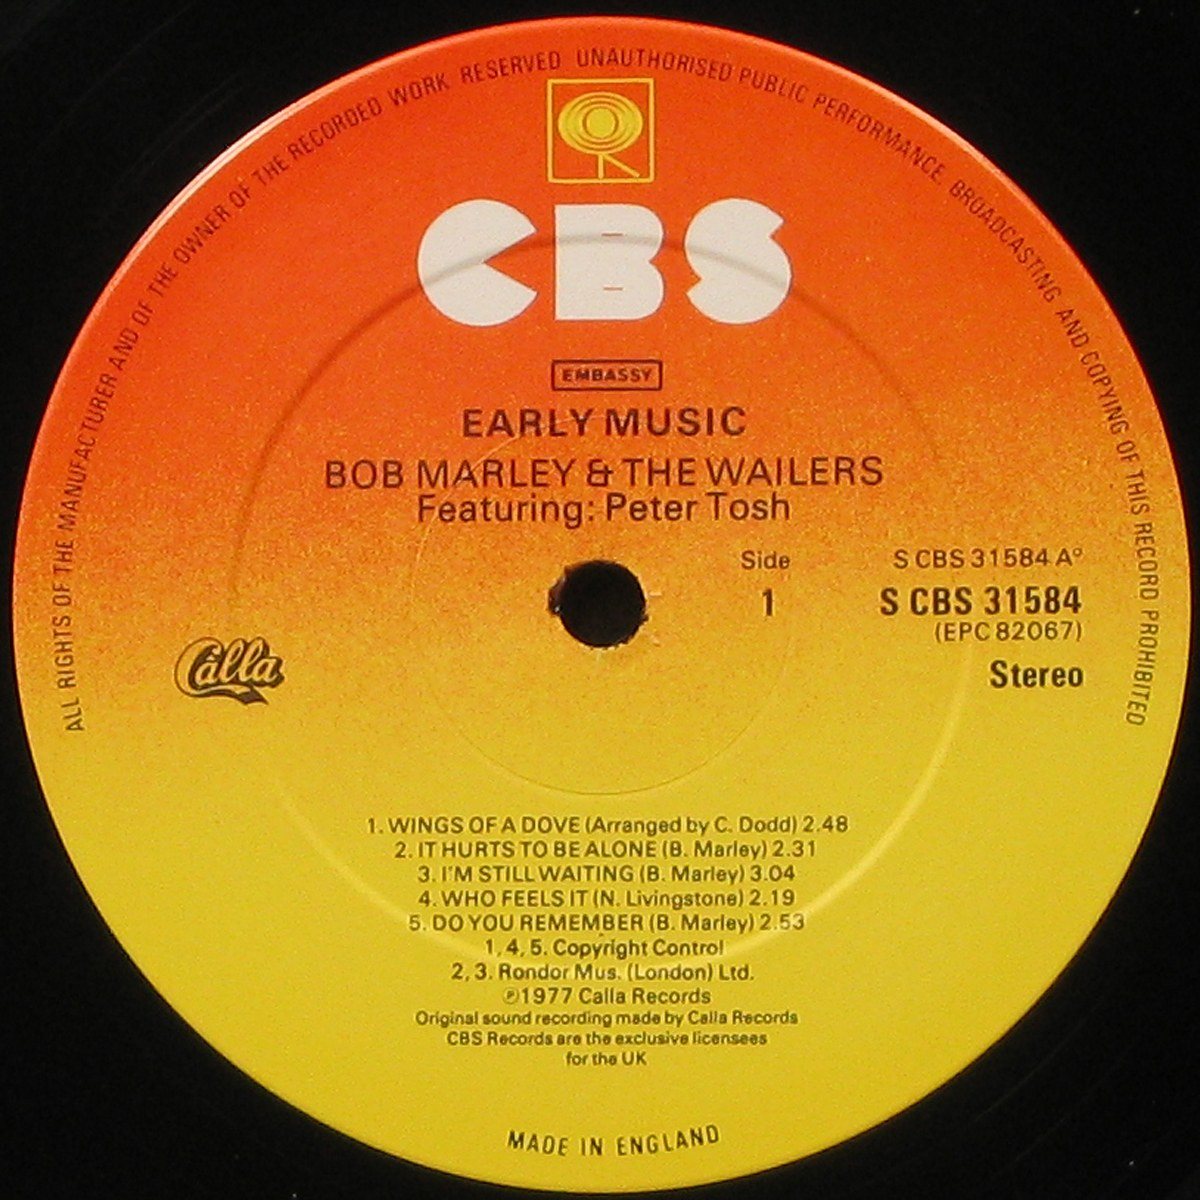 ALL RIGHTS OF THE MANUFACTURER AND OF THE OWNER OF THE RECORDED WORK RESERVED UNAUTHORISED PUBLIC PERFORMANCE BROADCASTING AND COPYING OF THIS RECORD PROHIBITED
CBS
EMBASSY
EARLY MUSIC
BOB MARLEY & THE WAILERS
Featuring: Peter Tosh
Side
1
S CBS 31584 A°
S CBS 31584
(EPC 82067)
Stereo
Calla
1. WINGS OF A DOVE (Arranged by C. Dodd) 2.48
2. IT HURTS TO BE ALONE (B. Marley) 2.31
3. I'M STILL WAITING (B. Marley) 3.04
4. WHO FEELS IT (N. Livingstone) 2.19
5. DO YOU REMEMBER (B. Marley) 2.53
1, 4, 5. Copyright Control
2, 3. Rondor Mus. (London) Ltd.
℗1977 Calla Records
Original sound recording made by Calla Records
CBS Records are the exclusive licensees
for the UK
MADE IN ENGLAND